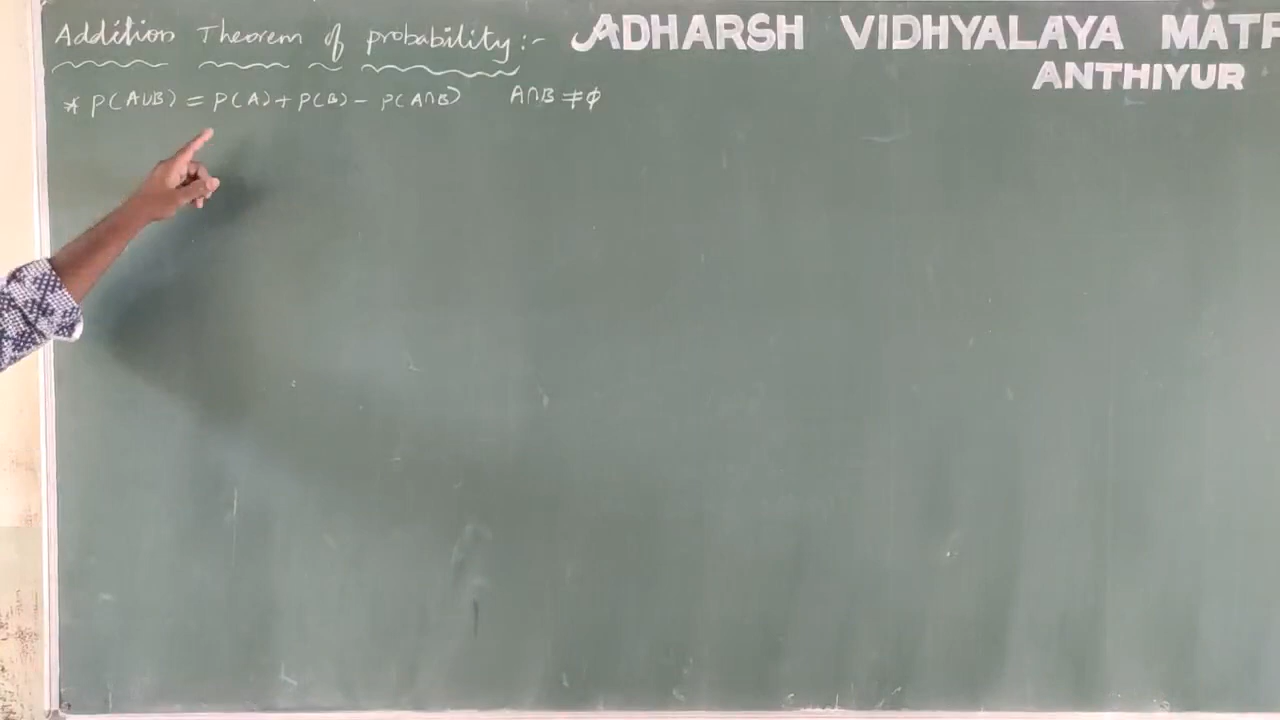 Addition Theorem of probability:-
ADHARSH VIDHYALAYA MATR
ANTHIYUR
* P(A∪B) = P(A) + P(B) - P(A∩B) A∩B ≠ φ